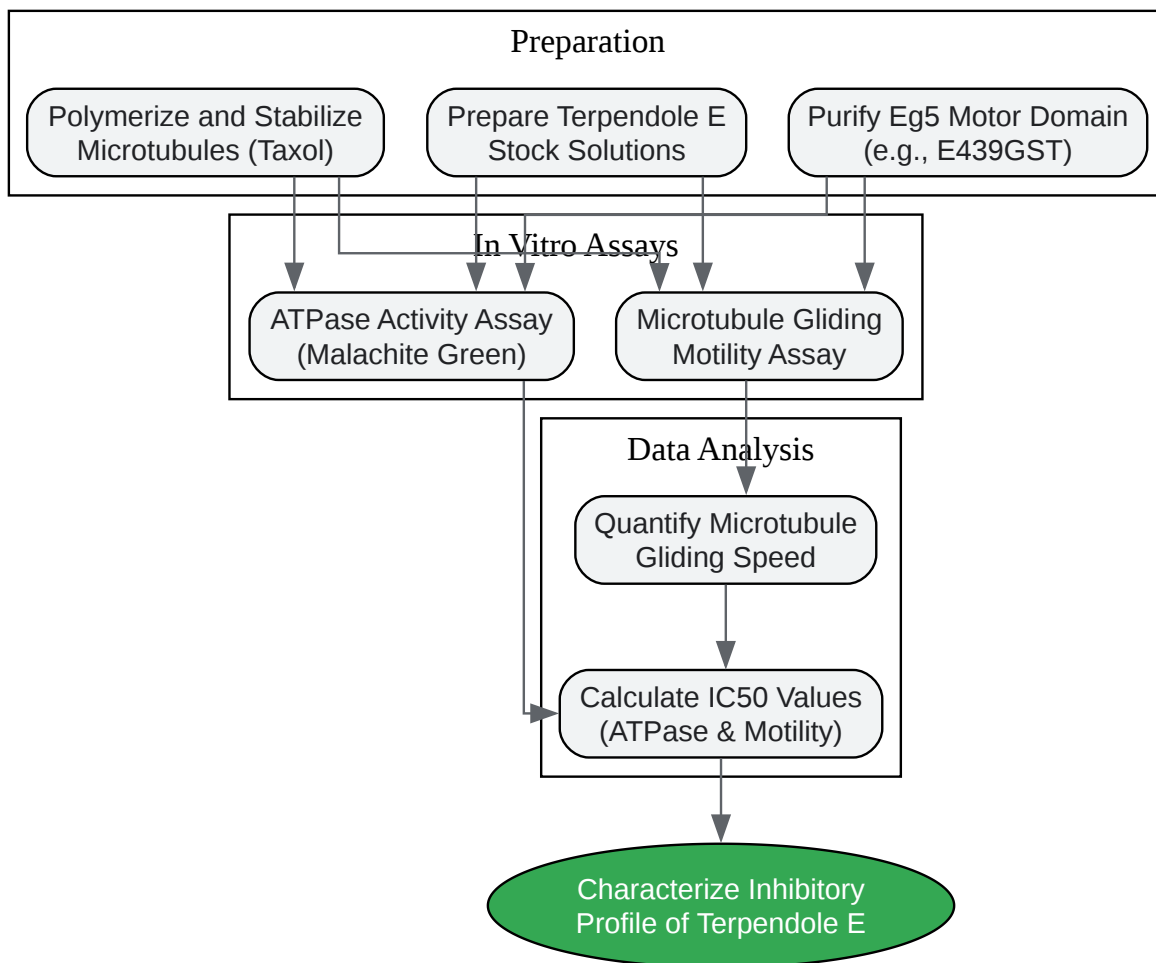 Preparation
Polymerize and Stabilize
Microtubules (Taxol)
Prepare Terpendole E
Stock Solutions
Purify Eg5 Motor Domain
(e.g., E439GST)
In Vitro Assays
ATPase Activity Assay
(Malachite Green)
Microtubule Gliding
Motility Assay
Data Analysis
Quantify Microtubule
Gliding Speed
Calculate IC50 Values
(ATPase & Motility)
Characterize Inhibitory
Profile of Terpendole E